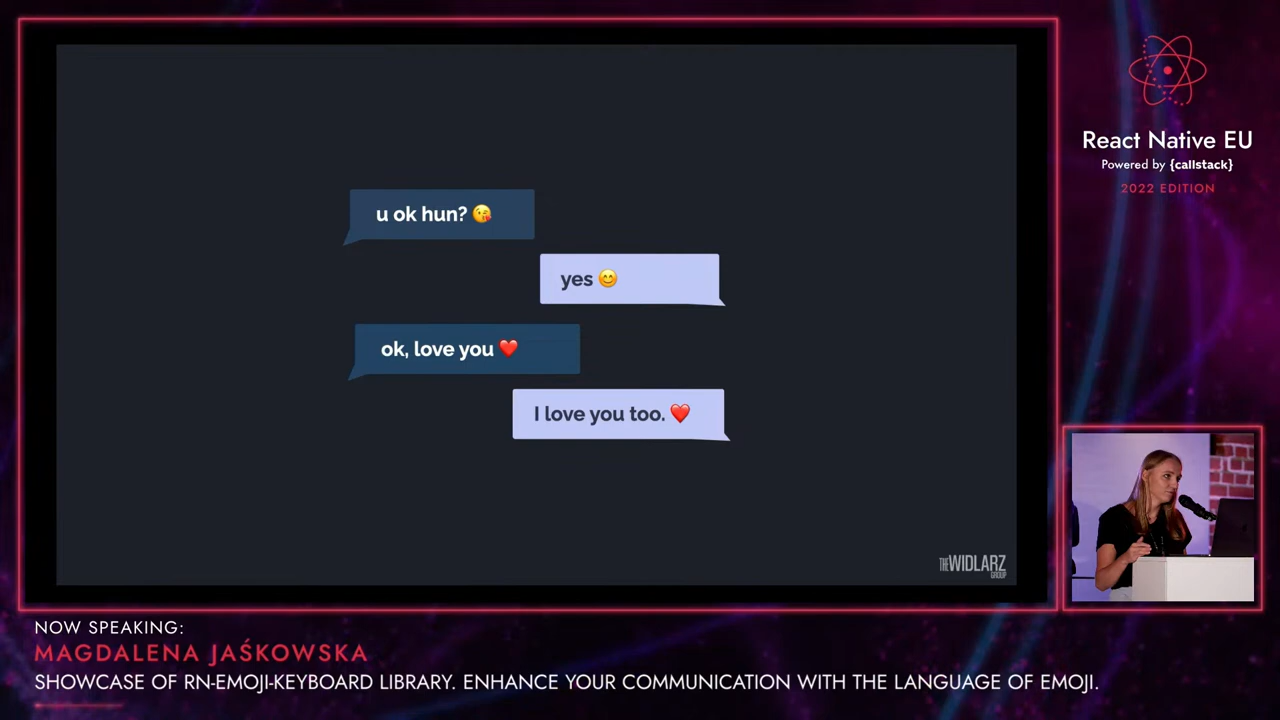 u ok hun? 😘
yes 😊
ok, love you ❤️
I love you too. ❤️
THE WIDLARZ GROUP
React Native EU
Powered by {callstack}
2022 EDITION
NOW SPEAKING:
MAGDALENA JAŚKOWSKA
SHOWCASE OF RN-EMOJI-KEYBOARD LIBRARY. ENHANCE YOUR COMMUNICATION WITH THE LANGUAGE OF EMOJI.